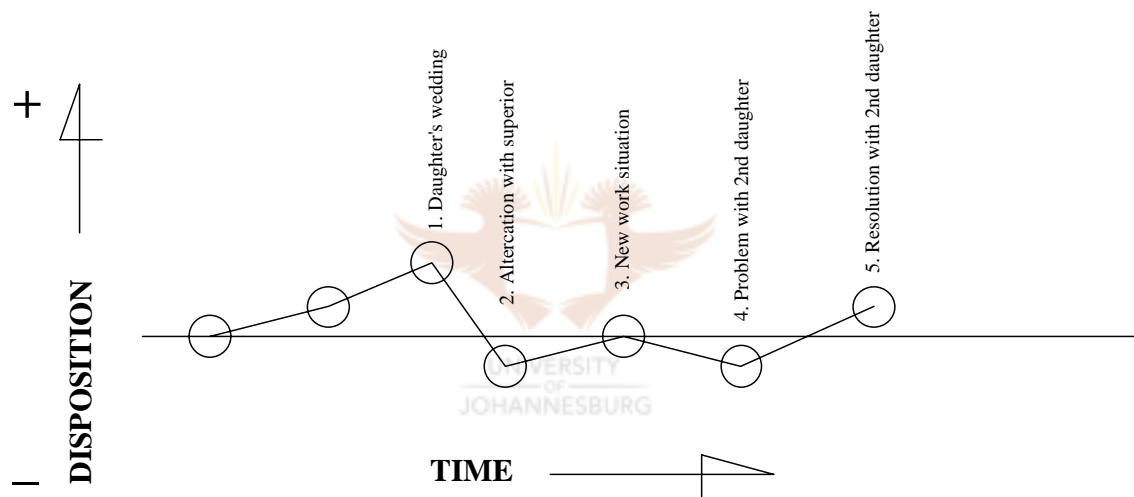 +
DISPOSITION
–
1. Daughter's wedding
2. Altercation with superior
3. New work situation
4. Problem with 2nd daughter
5. Resolution with 2nd daughter
UNIVERSITY
OF
JOHANNESBURG
TIME